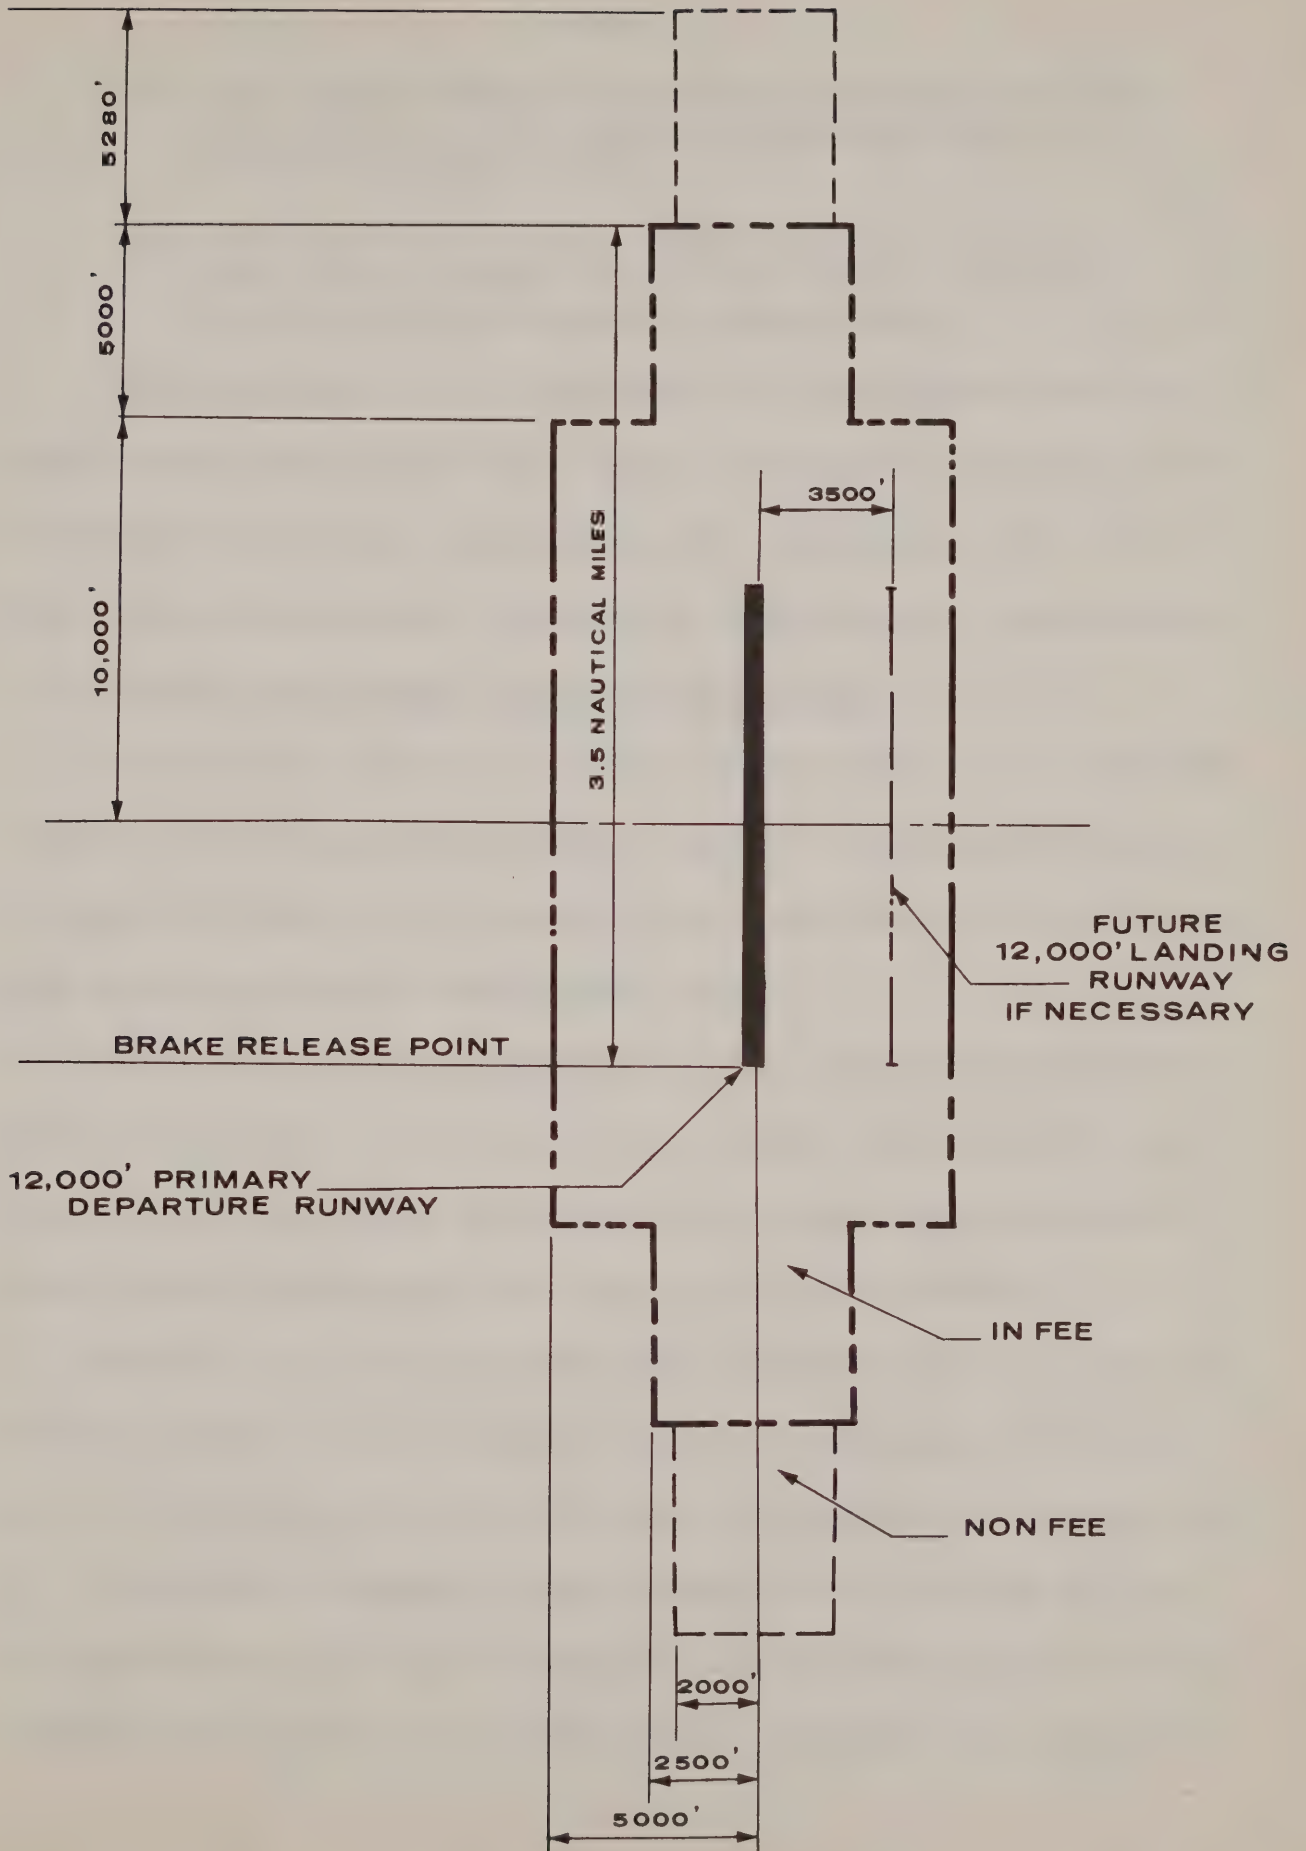 5280'
5000'
10,000'
3.5 NAUTICAL MILES
3500'
FUTURE
12,000' LANDING
RUNWAY
IF NECESSARY
BRAKE RELEASE POINT
12,000' PRIMARY
DEPARTURE RUNWAY
IN FEE
NON FEE
2000'
2500'
5000'